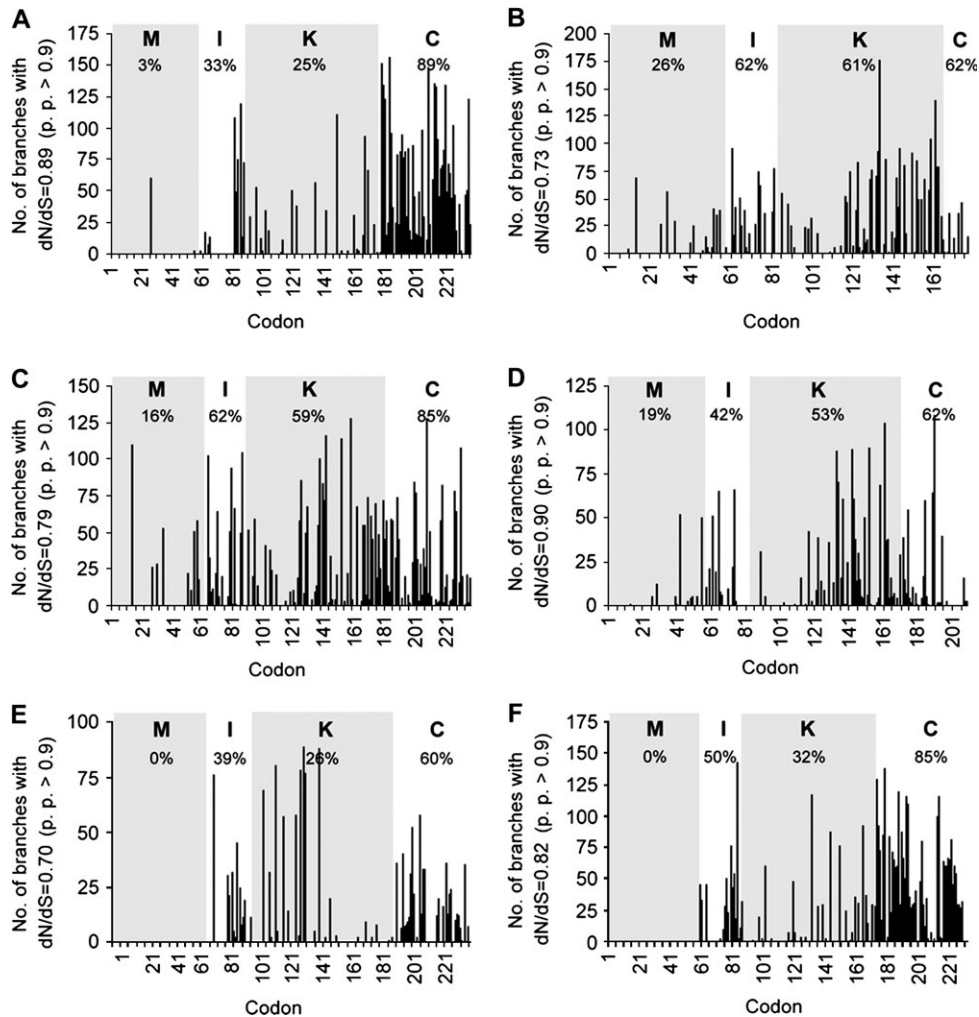 A
No. of branches with
dN/dS=0.89 (p. p. > 0.9)
175
150
125
100
75
50
25
0
M I K C
3% 33% 25% 89%
1 21 41 61 81 101 121 141 161 181 201 221
Codon
B
No. of branches with
dN/dS=0.73 (p. p. > 0.9)
200
175
150
125
100
75
50
25
0
M I K C
26% 62% 61% 62%
1 21 41 61 81 101 121 141 161
Codon
C
No. of branches with
dN/dS=0.79 (p. p. > 0.9)
150
125
100
75
50
25
0
M I K C
16% 62% 59% 85%
1 21 41 61 81 101 121 141 161 181 201 221
Codon
D
No. of branches with
dN/dS=0.90 (p. p. > 0.9)
125
100
75
50
25
0
M I K C
19% 42% 53% 62%
1 21 41 61 81 101 121 141 161 181 201
Codon
E
No. of branches with
dN/dS=0.70 (p. p. > 0.9)
100
75
50
25
0
M I K C
0% 39% 26% 60%
1 21 41 61 81 101 121 141 161 181 201 221
Codon
F
No. of branches with
dN/dS=0.82 (p. p. > 0.9)
175
150
125
100
75
50
25
0
M I K C
0% 50% 32% 85%
1 21 41 61 81 101 121 141 161 181 201 221
Codon